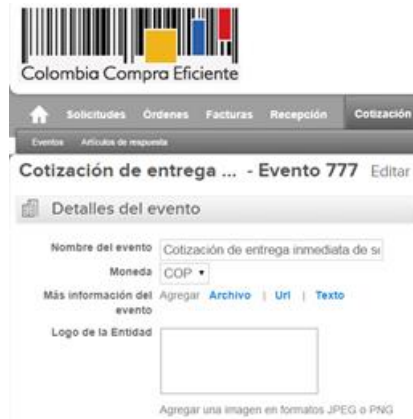 Colombia Compra Eficiente
Solicitudes Órdenes Facturas Recepción Cotización
Eventos Artículos de respuesta
Cotización de entrega ... - Evento 777 Editar
Detalles del evento
Nombre del evento Cotización de entrega inmediata de
Moneda COP
Más información del evento Agregar Archivo | Url | Texto
Logo de la Entidad
Agregar una imagen en formatos JPEG o PNG